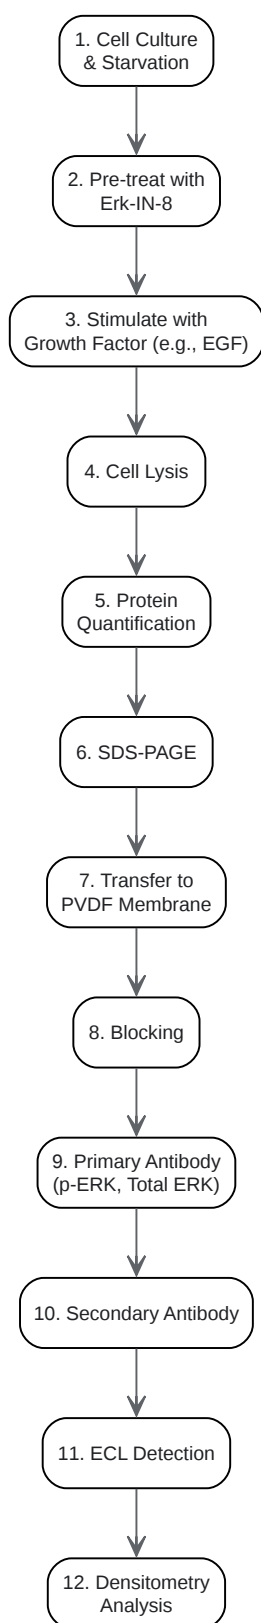 1. Cell Culture
& Starvation
2. Pre-treat with
Erk-IN-8
3. Stimulate with
Growth Factor (e.g., EGF)
4. Cell Lysis
5. Protein
Quantification
6. SDS-PAGE
7. Transfer to
PVDF Membrane
8. Blocking
9. Primary Antibody
(p-ERK, Total ERK)
10. Secondary Antibody
11. ECL Detection
12. Densitometry
Analysis